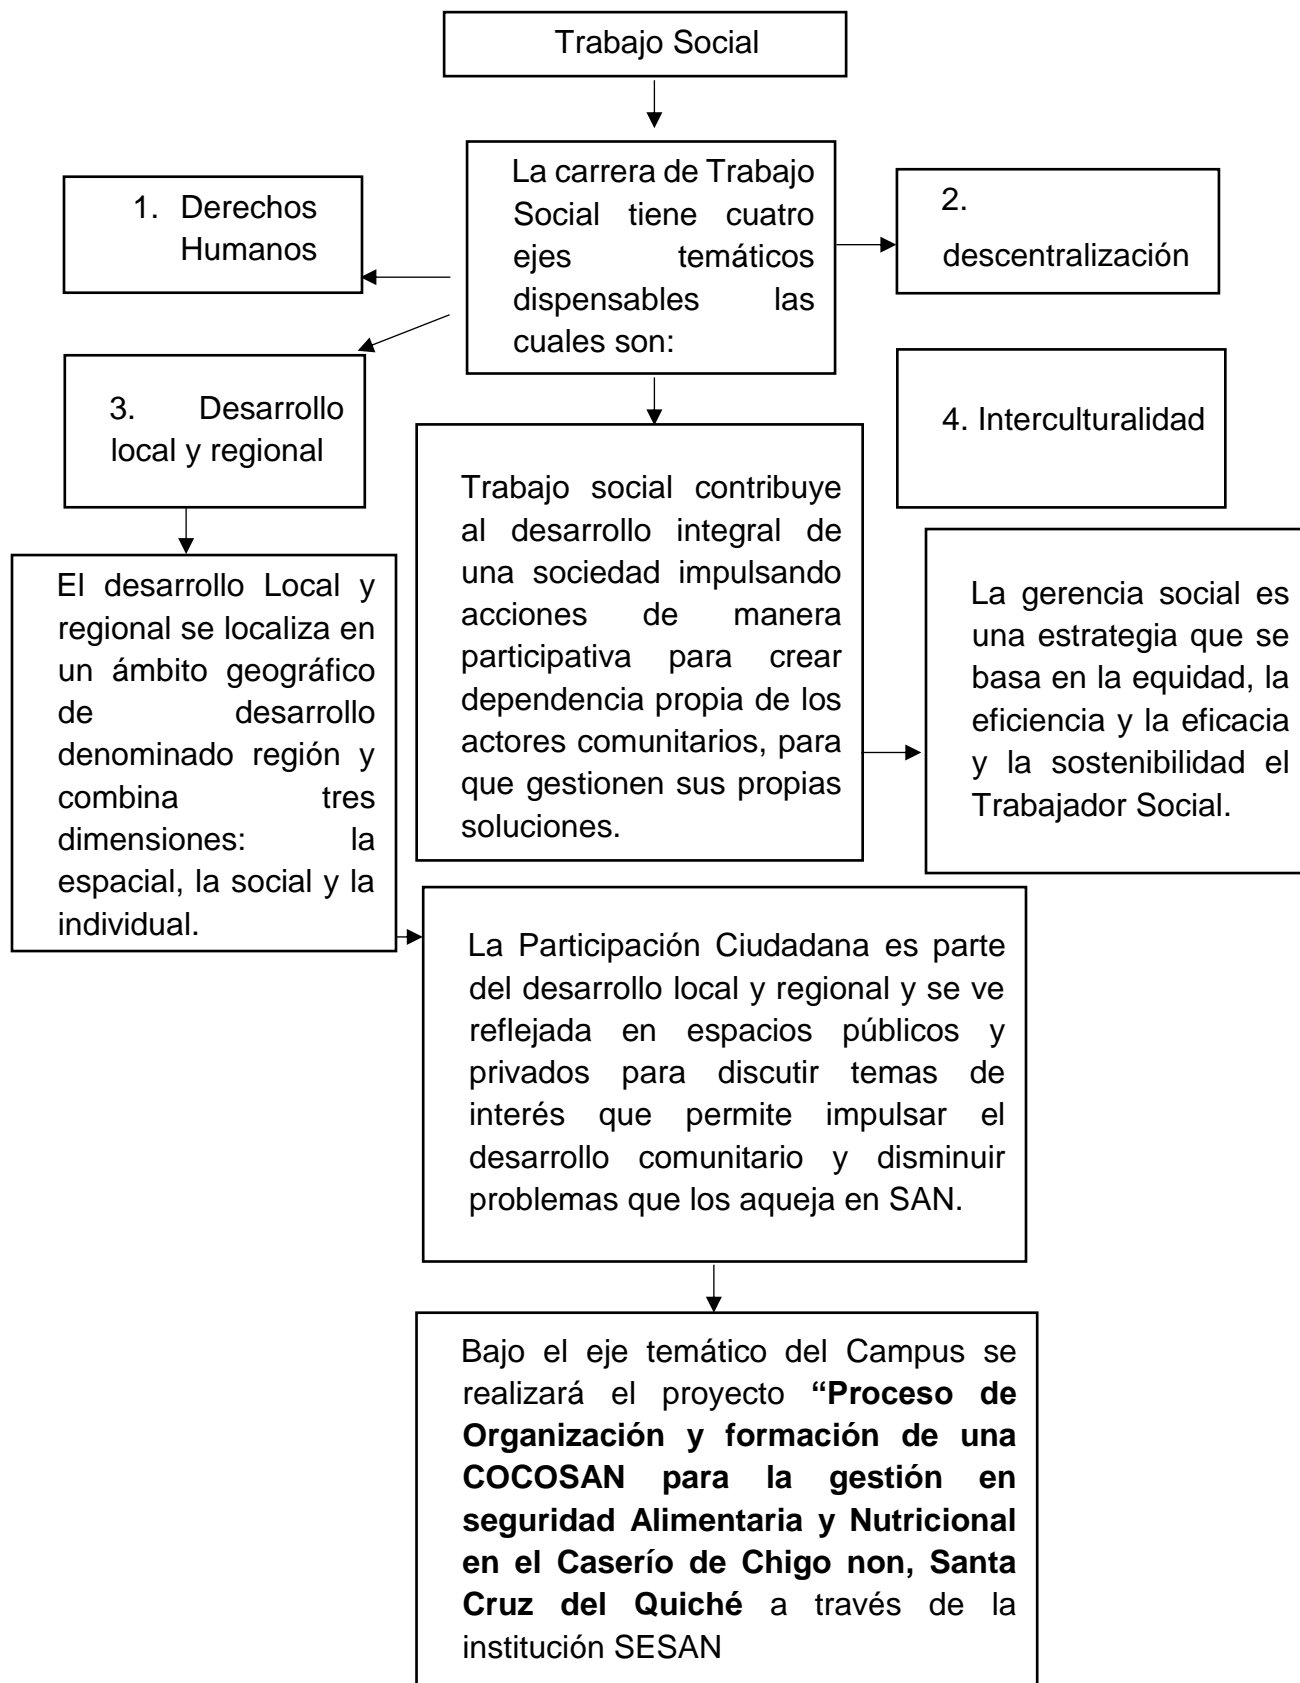 Trabajo Social
La carrera de Trabajo
Social tiene cuatro
ejes temáticos
dispensables las
cuales son:
1. Derechos
Humanos
2.
descentralización
3. Desarrollo
local y regional
4. Interculturalidad
Trabajo social contribuye
al desarrollo integral de
una sociedad impulsando
acciones de manera
participativa para crear
dependencia propia de los
actores comunitarios, para
que gestionen sus propias
soluciones.
El desarrollo Local y
regional se localiza en
un ámbito geográfico
de desarrollo
denominado región y
combina tres
dimensiones: la
espacial, la social y la
individual.
La gerencia social es
una estrategia que se
basa en la equidad, la
eficiencia y la eficacia
y la sostenibilidad el
Trabajador Social.
La Participación Ciudadana es parte
del desarrollo local y regional y se ve
reflejada en espacios públicos y
privados para discutir temas de
interés que permite impulsar el
desarrollo comunitario y disminuir
problemas que los aqueja en SAN.
Bajo el eje temático del Campus se
realizará el proyecto “Proceso de
Organización y formación de una
COCOSAN para la gestión en
seguridad Alimentaria y Nutricional
en el Caserío de Chigo non, Santa
Cruz del Quiché a través de la
institución SESAN